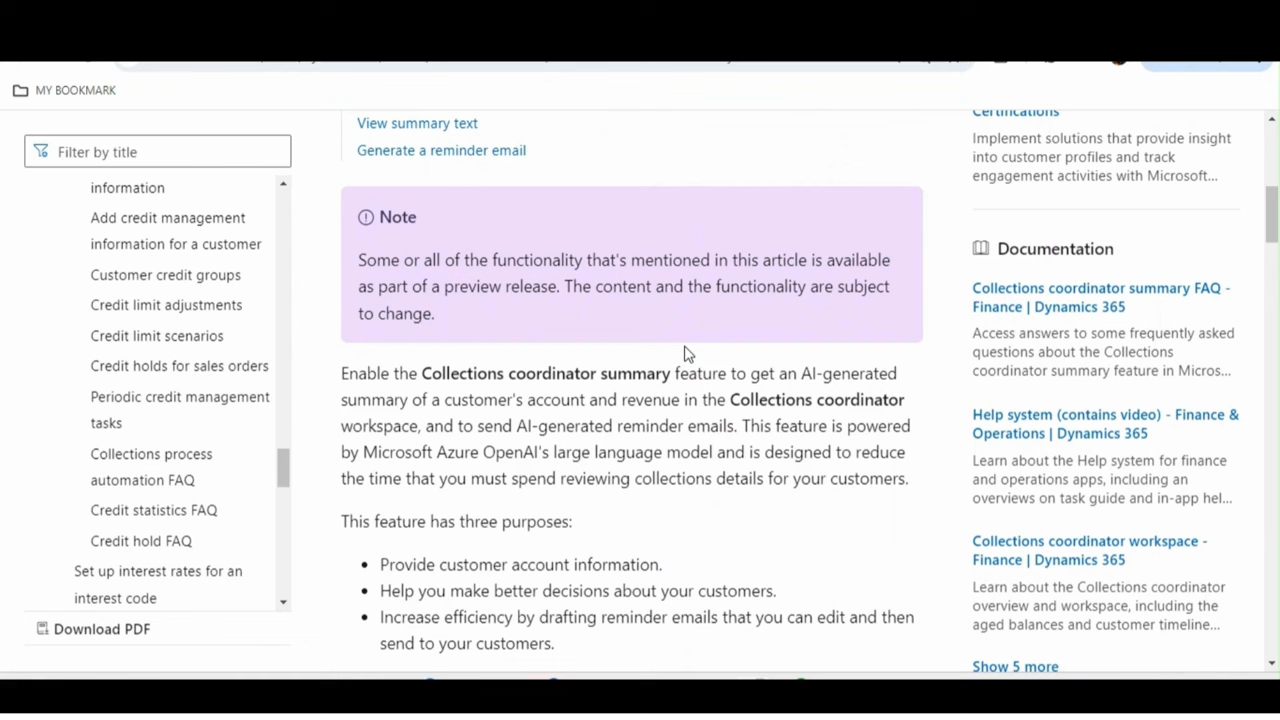 MY BOOKMARK
Filter by title
information
Add credit management
information for a customer
Customer credit groups
Credit limit adjustments
Credit limit scenarios
Credit holds for sales orders
Periodic credit management
tasks
Collections process
automation FAQ
Credit statistics FAQ
Credit hold FAQ
Set up interest rates for an
interest code
Download PDF
View summary text
Generate a reminder email
Note
Some or all of the functionality that's mentioned in this article is available
as part of a preview release. The content and the functionality are subject
to change.
Enable the Collections coordinator summary feature to get an AI-generated
summary of a customer's account and revenue in the Collections coordinator
workspace, and to send AI-generated reminder emails. This feature is powered
by Microsoft Azure OpenAI's large language model and is designed to reduce
the time that you must spend reviewing collections details for your customers.
This feature has three purposes:
• Provide customer account information.
• Help you make better decisions about your customers.
• Increase efficiency by drafting reminder emails that you can edit and then
send to your customers.
Certifications
Implement solutions that provide insight
into customer profiles and track
engagement activities with Microsoft...
Documentation
Collections coordinator summary FAQ -
Finance | Dynamics 365
Access answers to some frequently asked
questions about the Collections
coordinator summary feature in Micros...
Help system (contains video) - Finance &
Operations | Dynamics 365
Learn about the Help system for finance
and operations apps, including an
overviews on task guide and in-app hel...
Collections coordinator workspace -
Finance | Dynamics 365
Learn about the Collections coordinator
overview and workspace, including the
aged balances and customer timeline...
Show 5 more